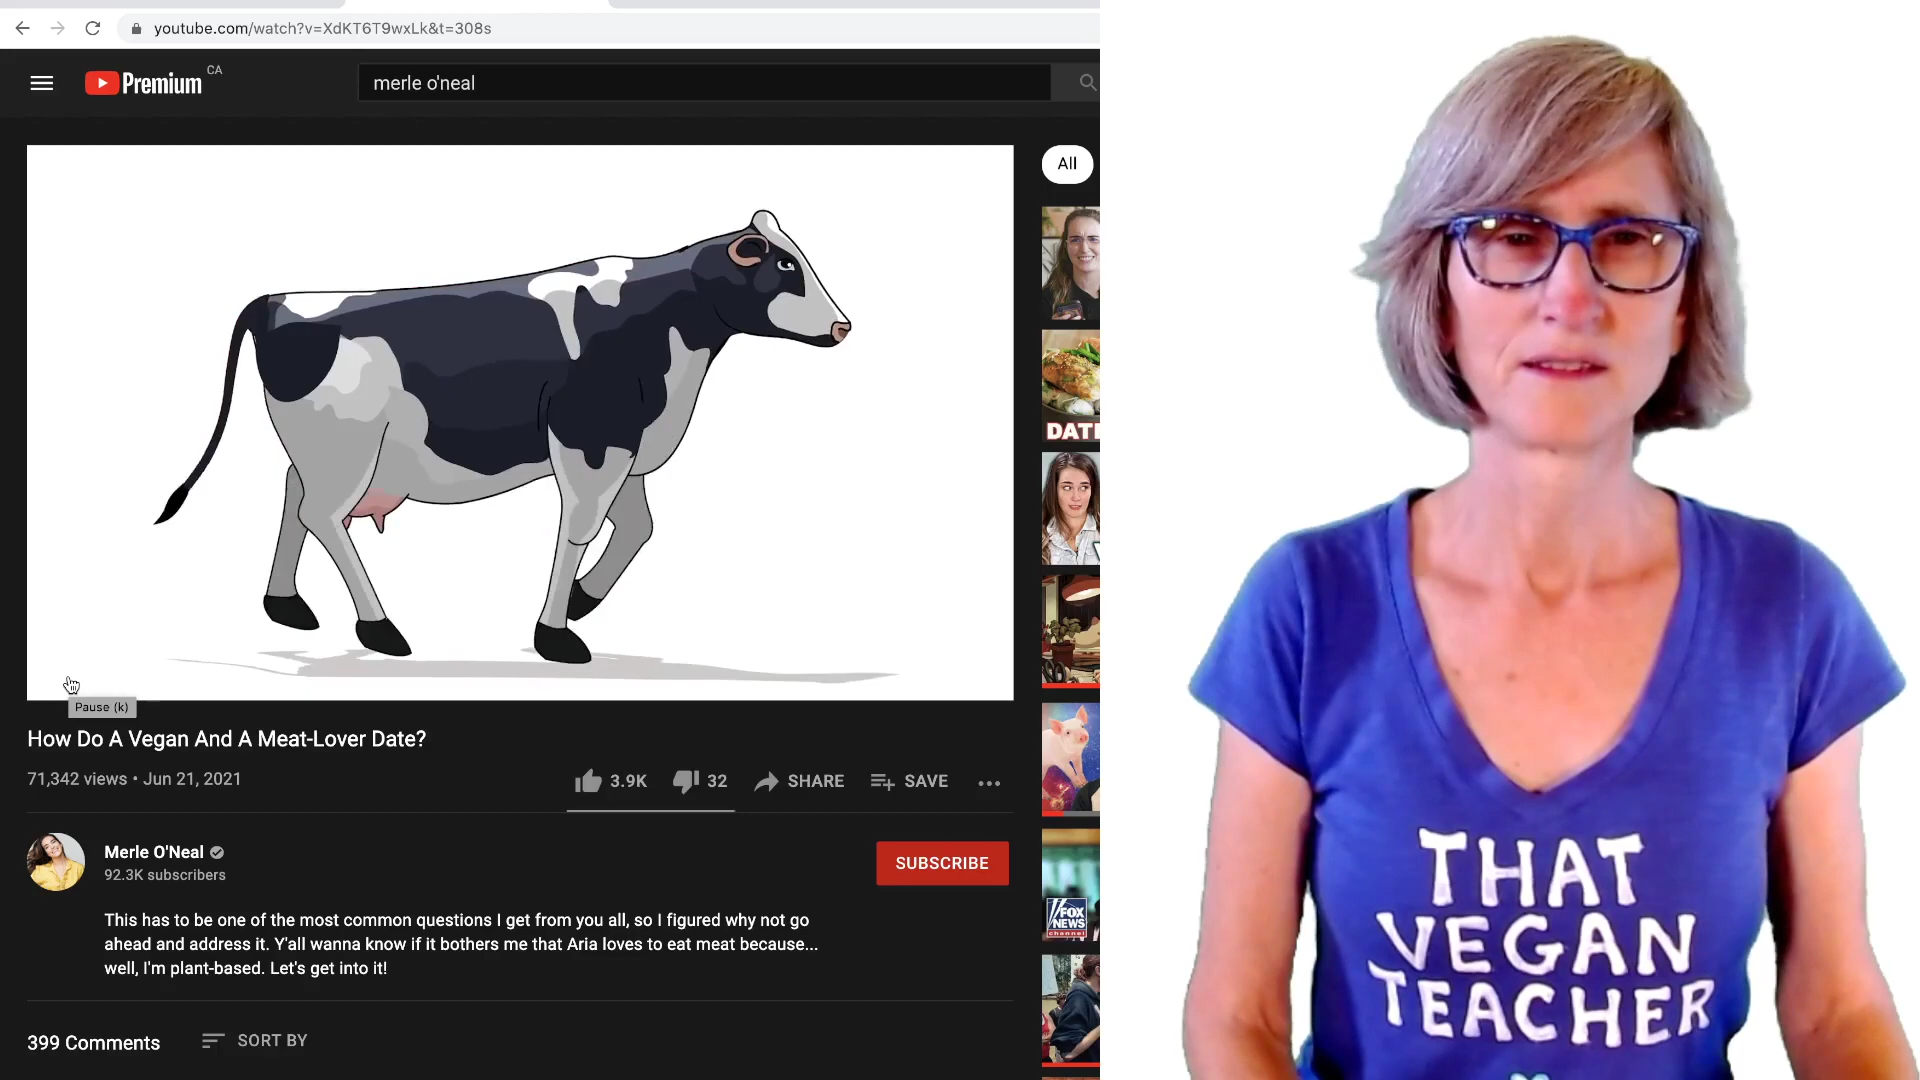 youtube.com/watch?v=XdKT6T9wxLk&t=308s
Premium CA
merle o'neal
All
DAT
Pause (k)
How Do A Vegan And A Meat-Lover Date?
71,342 views • Jun 21, 2021
3.9K
32
SHARE
SAVE
Merle O'Neal
92.3K subscribers
SUBSCRIBE
This has to be one of the most common questions I get from you all, so I figured why not go
ahead and address it. Y'all wanna know if it bothers me that Aria loves to eat meat because...
well, I'm plant-based. Let's get into it!
FOX
NEWS
channel
399 Comments
SORT BY
THAT
VEGAN
TEACHER